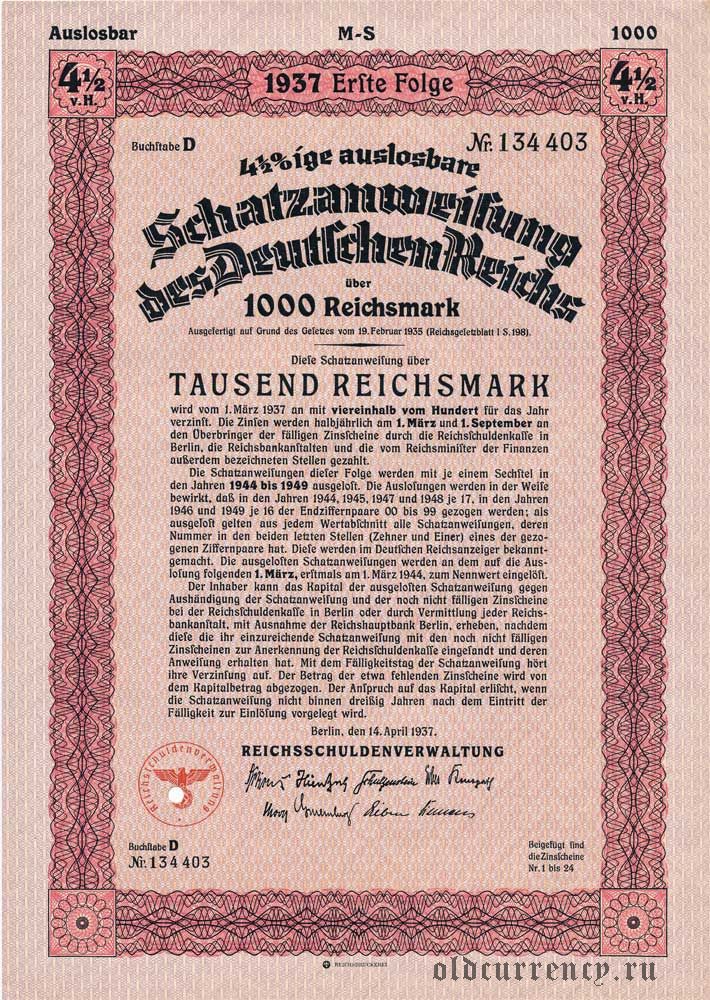 Auslosbar M-S 1000
4½ v.H. 1937 Erſte Folge 4½ v.H.
Buchſtabe D Nr. 134403
4½%ige auslosbare
Schatzanweiſung
des Deutſchen Reichs
über
1000 Reichsmark
Ausgefertigt auf Grund des Geſetzes vom 19. Februar 1935 (Reichsgeſetzblatt I S. 198).
Dieſe Schatzanweiſung über
TAUSEND REICHSMARK
wird vom 1. März 1937 an mit viereinhalb vom Hundert für das Jahr
verzinſt. Die Zinſen werden halbjährlich am 1. März und 1. September an
den Überbringer der fälligen Zinsſcheine durch die Reichsſchuldenkaſſe in
Berlin, die Reichsbankanſtalten und die vom Reichsminiſter der Finanzen
außerdem bezeichneten Stellen gezahlt.
Die Schatzanweiſungen dieſer Folge werden mit je einem Sechſtel in
den Jahren 1944 bis 1949 ausgeloſt. Die Ausloſungen werden in der Weiſe
bewirkt, daß in den Jahren 1944, 1945, 1947 und 1948 je 17, in den Jahren
1946 und 1949 je 16 der Endziffernpaare 00 bis 99 gezogen werden; als
ausgeloſt gelten aus jedem Wertabſchnitt alle Schatzanweiſungen, deren
Nummer in den beiden letzten Stellen (Zehner und Einer) eines der gezo-
genen Ziffernpaare hat. Dieſe werden im Deutſchen Reichsanzeiger bekannt-
gemacht. Die ausgeloſten Schatzanweiſungen werden an dem auf die Aus-
loſung folgenden 1. März, erſtmals am 1. März 1944, zum Nennwert eingelöſt.
Der Inhaber kann das Kapital der ausgeloſten Schatzanweiſung gegen
Aushändigung der Schatzanweiſung und der noch nicht fälligen Zinsſcheine
bei der Reichsſchuldenkaſſe in Berlin oder durch Vermittlung jeder Reichs-
bankanſtalt, mit Ausnahme der Reichshauptbank Berlin, erheben, nachdem
dieſe die ihr einzureichende Schatzanweiſung mit den noch nicht fälligen
Zinsſcheinen zur Anerkennung der Reichsſchuldenkaſſe eingeſandt und deren
Anweiſung erhalten hat. Mit dem Fälligkeitstag der Schatzanweiſung hört
ihre Verzinſung auf. Der Betrag der etwa fehlenden Zinsſcheine wird von
dem Kapitalbetrag abgezogen. Der Anſpruch auf das Kapital erliſcht, wenn
die Schatzanweiſung nicht binnen dreißig Jahren nach dem Eintritt der
Fälligkeit zur Einlöſung vorgelegt wird.
Berlin, den 14. April 1937.
REICHSSCHULDENVERWALTUNG
Reichsſchuldenverwaltung
Buchſtabe D
Nr. 134403
Beigefügt ſind
die Zinsſcheine
Nr. 1 bis 24
REICHSDRUCKEREI
oldcurrency.ru